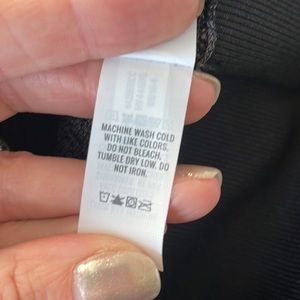 MACHINE WASH COLD
WITH LIKE COLORS.
DO NOT BLEACH.
TUMBLE DRY LOW. DO
NOT IRON.